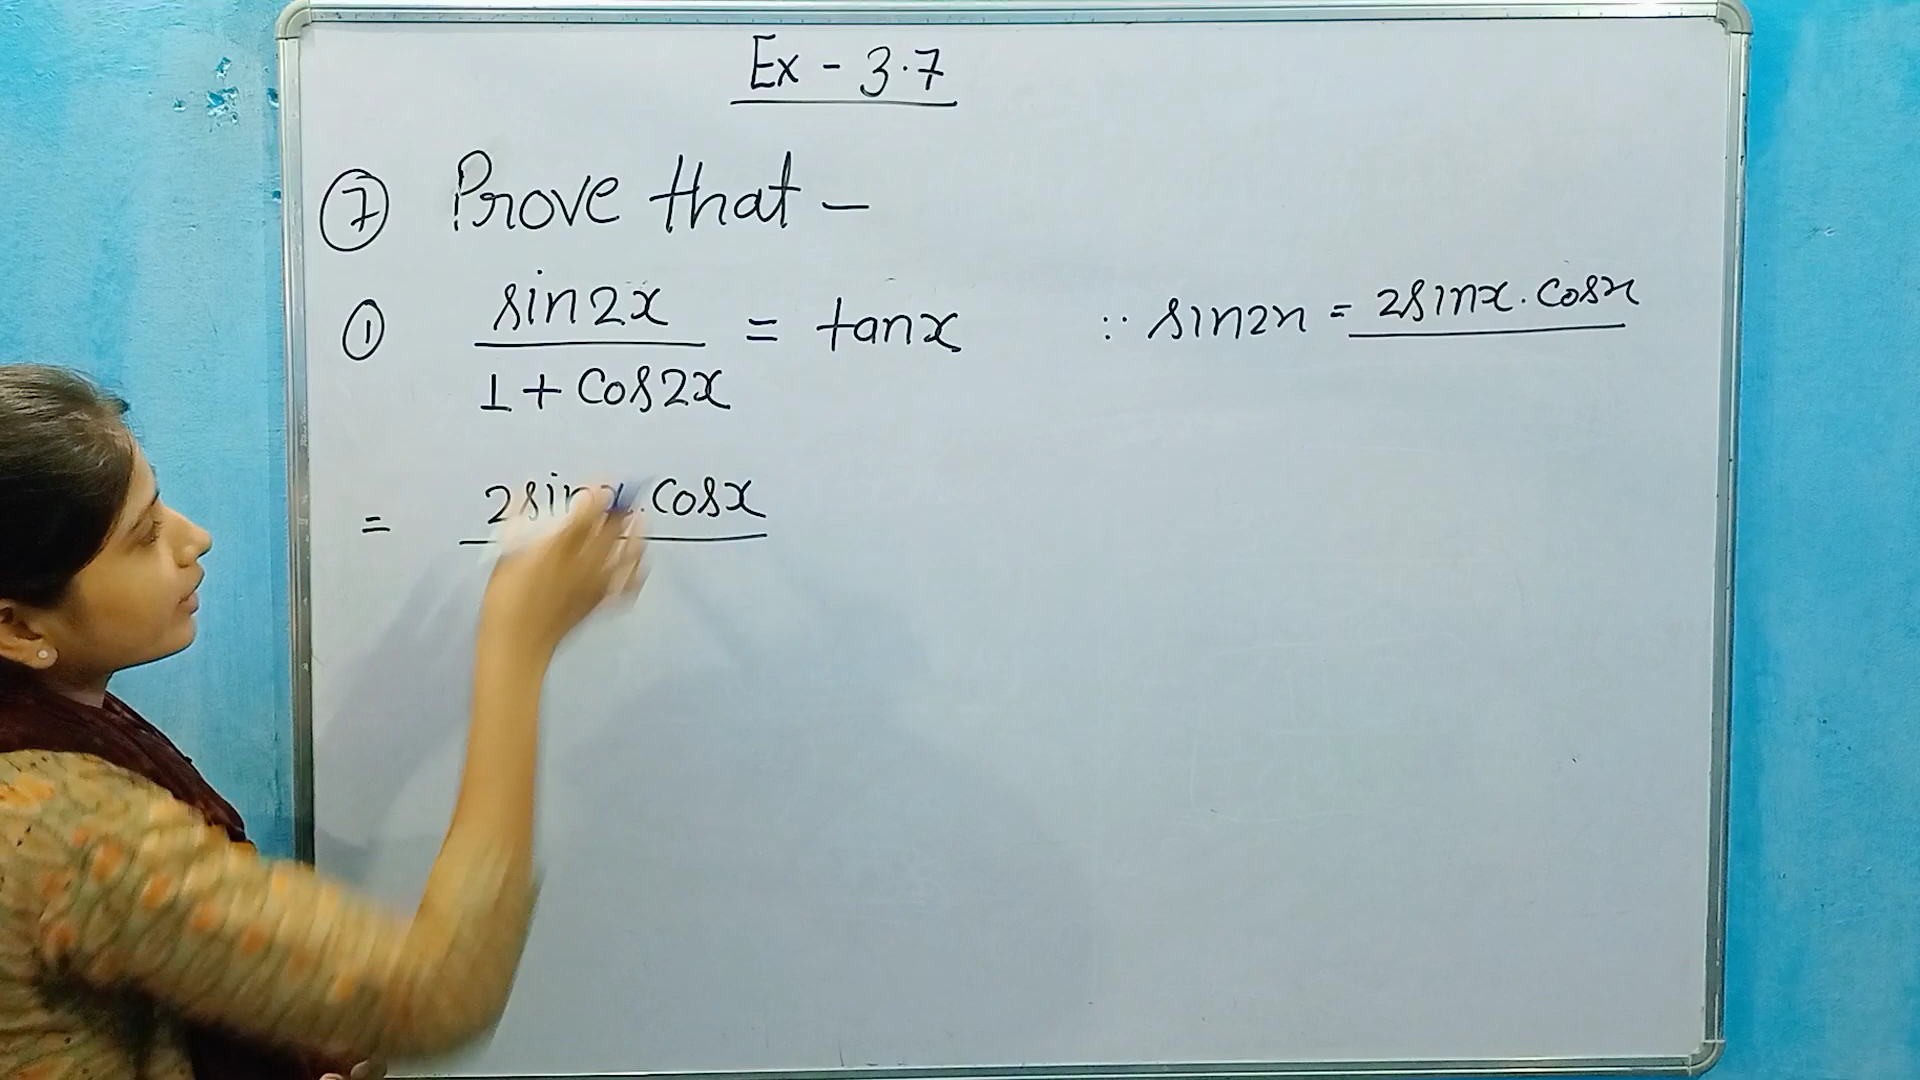 Ex - 3.7
⑦ Prove that -
① sin2x / 1 + cos2x = tanx ∵ sin2x = 2sinx.cosx
= 2sinx.cosx